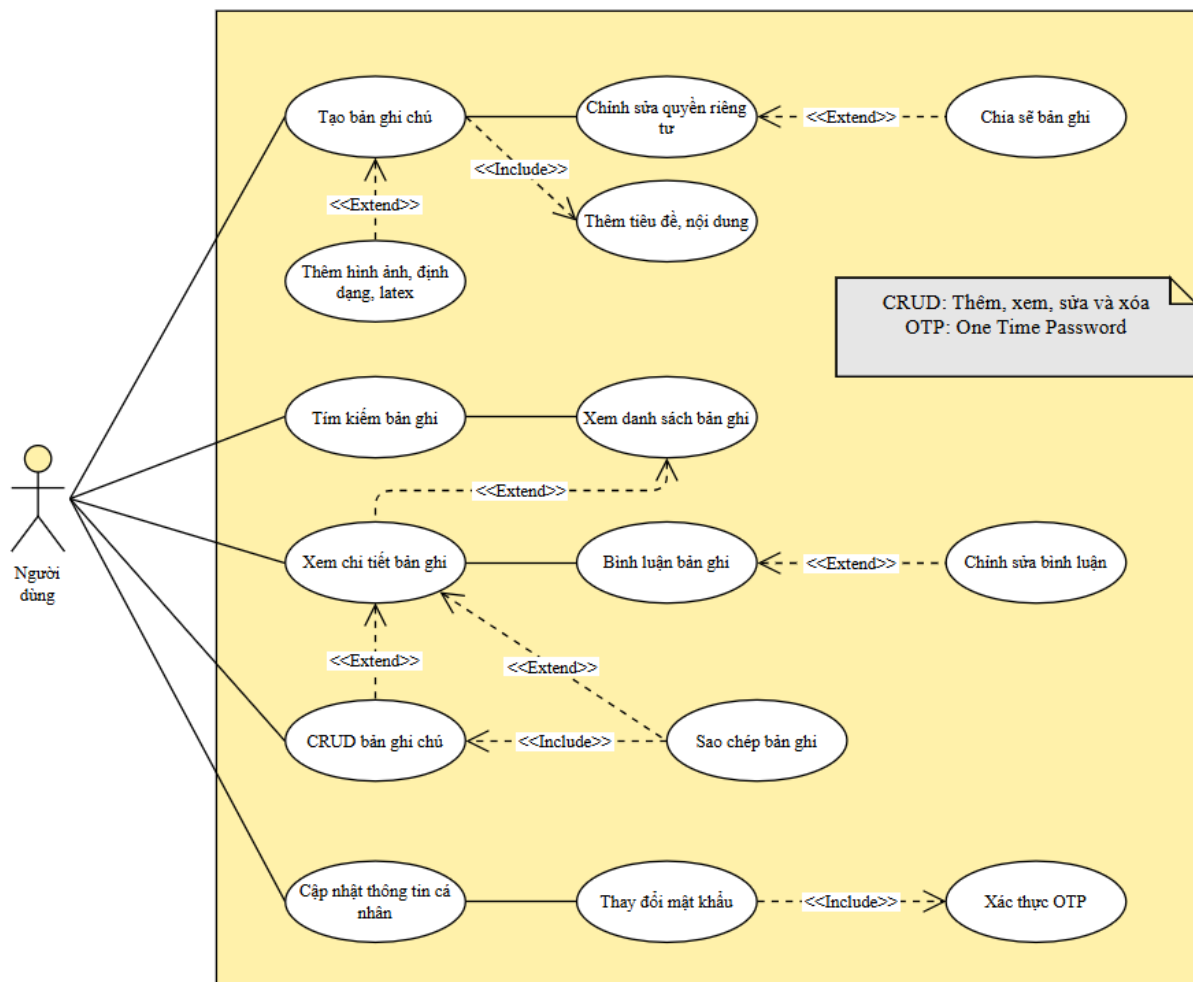 Tạo bản ghi chú
Chỉnh sửa quyền riêng
tư
<<Extend>>
Chia sẽ bản ghi
<<Include>>
<<Extend>>
Thêm tiêu đề, nội dung
Thêm hình ảnh, định
dạng, latex
CRUD: Thêm, xem, sửa và xóa
OTP: One Time Password
Tím kiếm bản ghi
Xem danh sách bản ghi
<<Extend>>
Xem chi tiết bản ghi
Bình luận bản ghi
<<Extend>>
Chỉnh sửa bình luận
Người
dùng
<<Extend>>
<<Extend>>
CRUD bản ghi chú
<<Include>>
Sao chép bản ghi
Cập nhật thông tin cá
nhân
Thay đổi mật khẩu
<<Include>>
Xác thực OTP